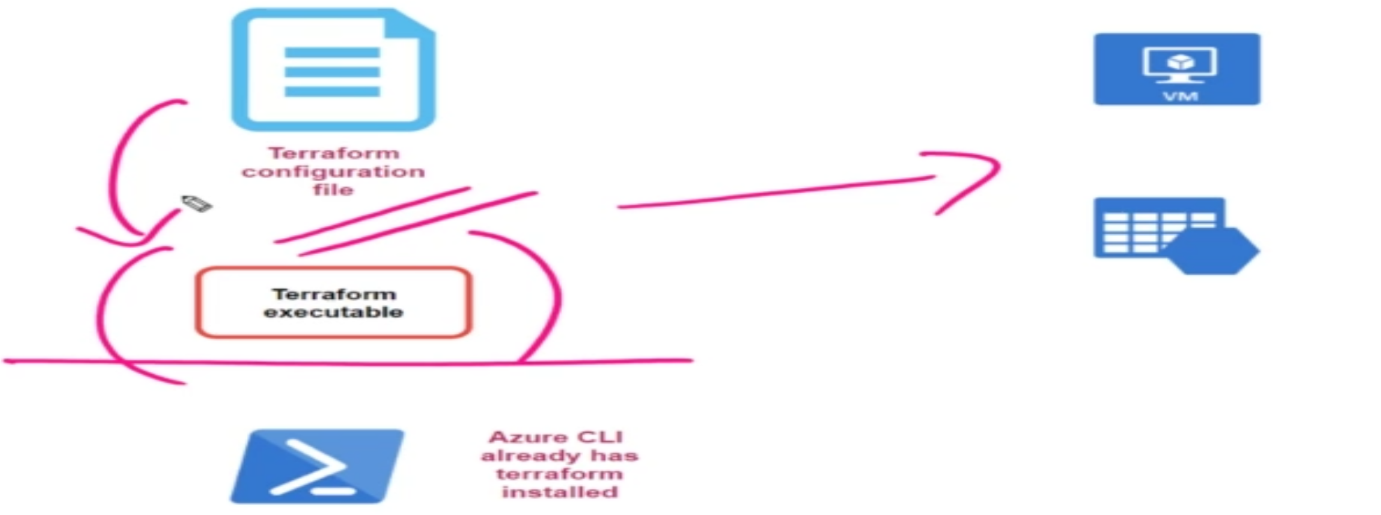 VM
Terraform
configuration
file
Terraform
executable
Azure CLI
already has
terraform
installed